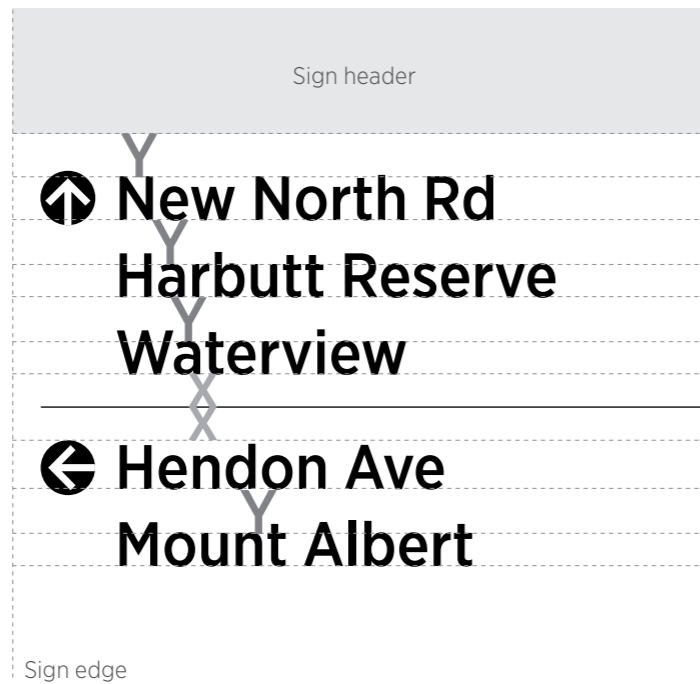 Sign header
Y
New North Rd
Y
Harbutt Reserve
Y
Waterview
X
X
Hendon Ave
Y
Mount Albert
Sign edge